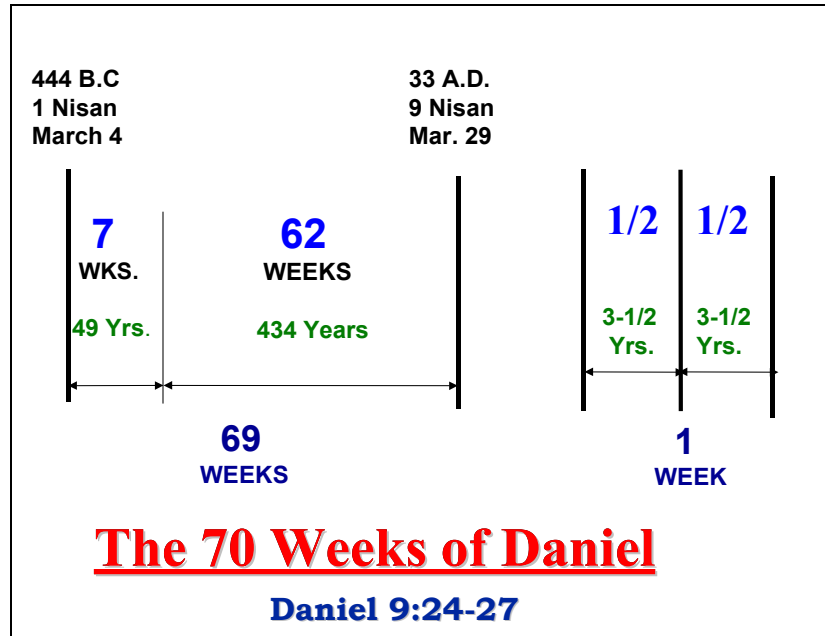 444 B.C
1 Nisan
March 4
33 A.D.
9 Nisan
Mar. 29
7
WKS.
49 Yrs.
62
WEEKS
434 Years
1/2
3-1/2
Yrs.
1/2
3-1/2
Yrs.
69
WEEKS
1
WEEK
The 70 Weeks of Daniel
Daniel 9:24-27